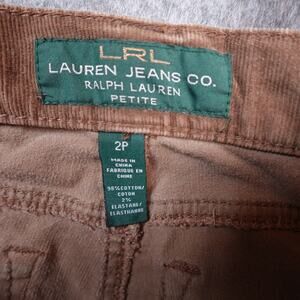 LRL
LAUREN JEANS CO.
RALPH LAUREN
PETITE
2P
MADE IN
CHINA
FABRIQUE EN
CHINE
98%COTTON/
COTON
2%
ELASTANE/
ELASTHANNE